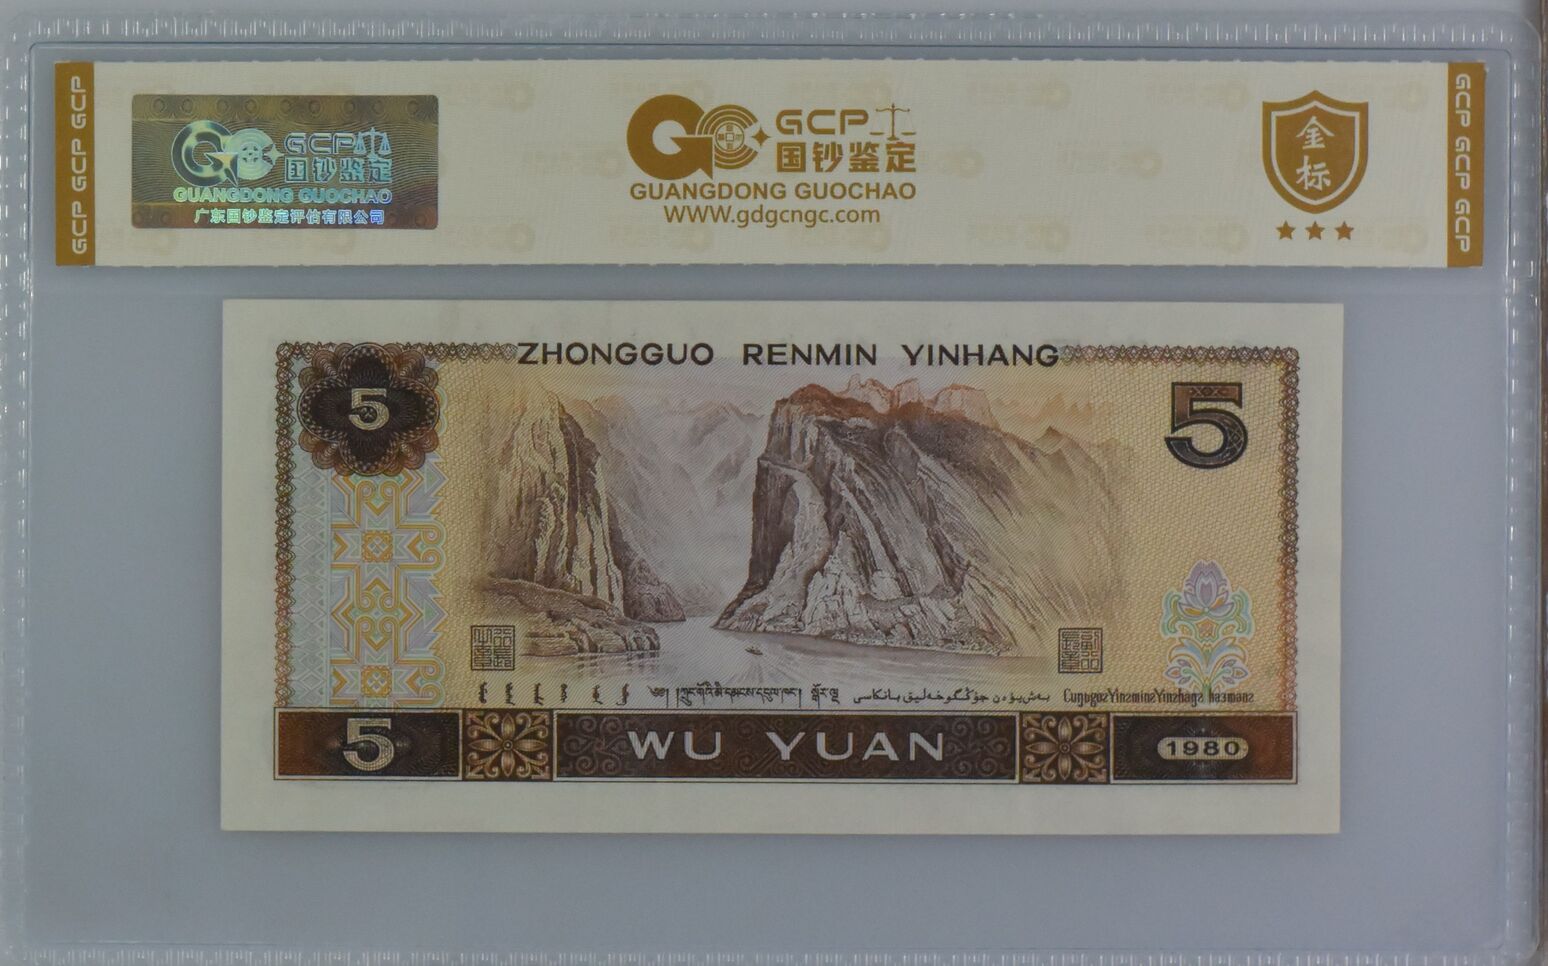 GCP GCP GCP
GCP
国钞鉴定
GUANGDONG GUOCHAO
广东国钞鉴定评估有限公司
GCP
国钞鉴定
GUANGDONG GUOCHAO
WWW.gdgcngc.com
金标
GCP GCP GCP
ZHONGGUO RENMIN YINHANG
5
5
5
WU YUAN
1980